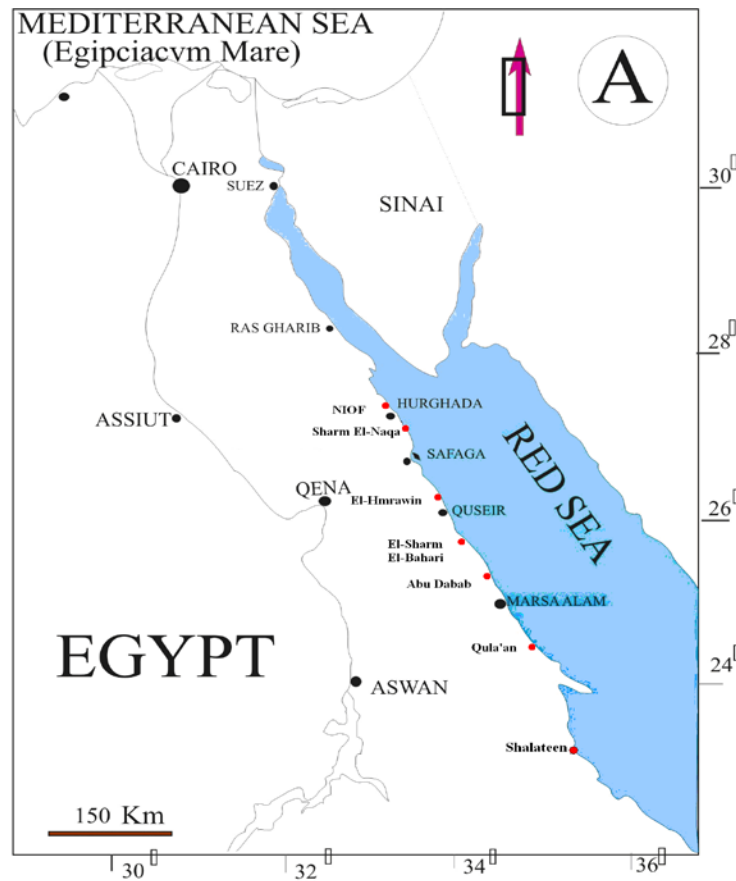 MEDITERRANEAN SEA
(Egipciacvm Mare)
A
CAIRO
SUEZ
SINAI
30
RAS GHARIB
28
NIOF
HURGHADA
ASSIUT
Sharm El-Naqa
SAFAGA
RED SEA
QENA
El-Hmrawin
QUSEIR
26
El-Sharm
El-Bahari
Abu Dabab
MARSA ALAM
EGYPT
Qula'an
ASWAN
24
Shalateen
150 Km
30
32
34
36